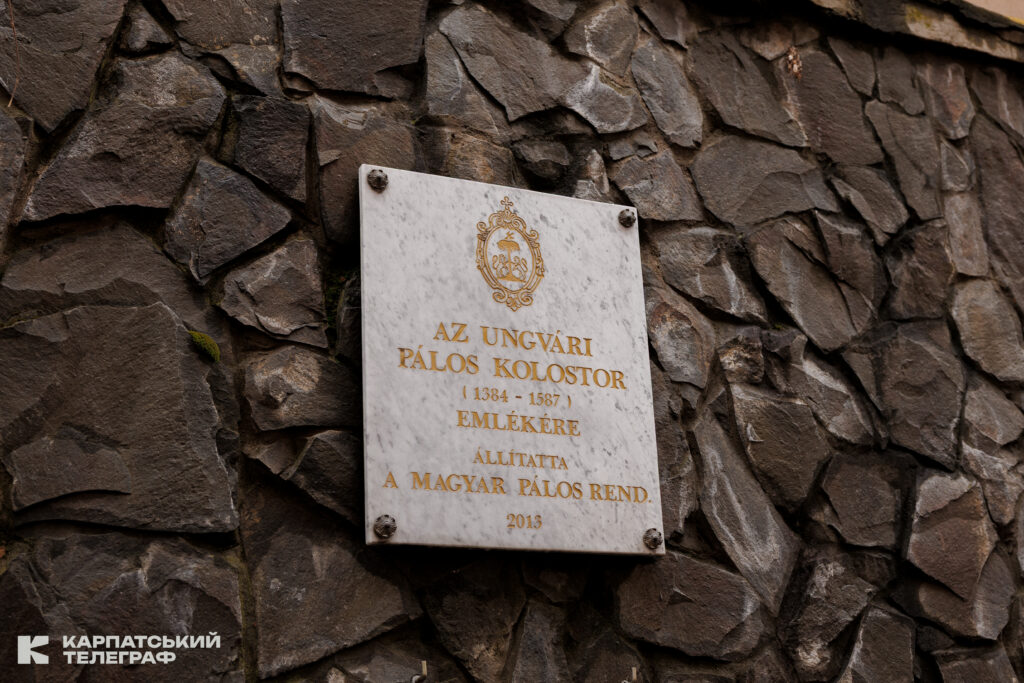 AZ UNGVÁRI
PÁLOS KOLOSTOR
( 1384 - 1587 )
EMLÉKÉRE
ÁLLÍTATTA
A MAGYAR PÁLOS REND.
2013
К КАРПАТСЬКИЙ
ТЕЛЕГРАФ